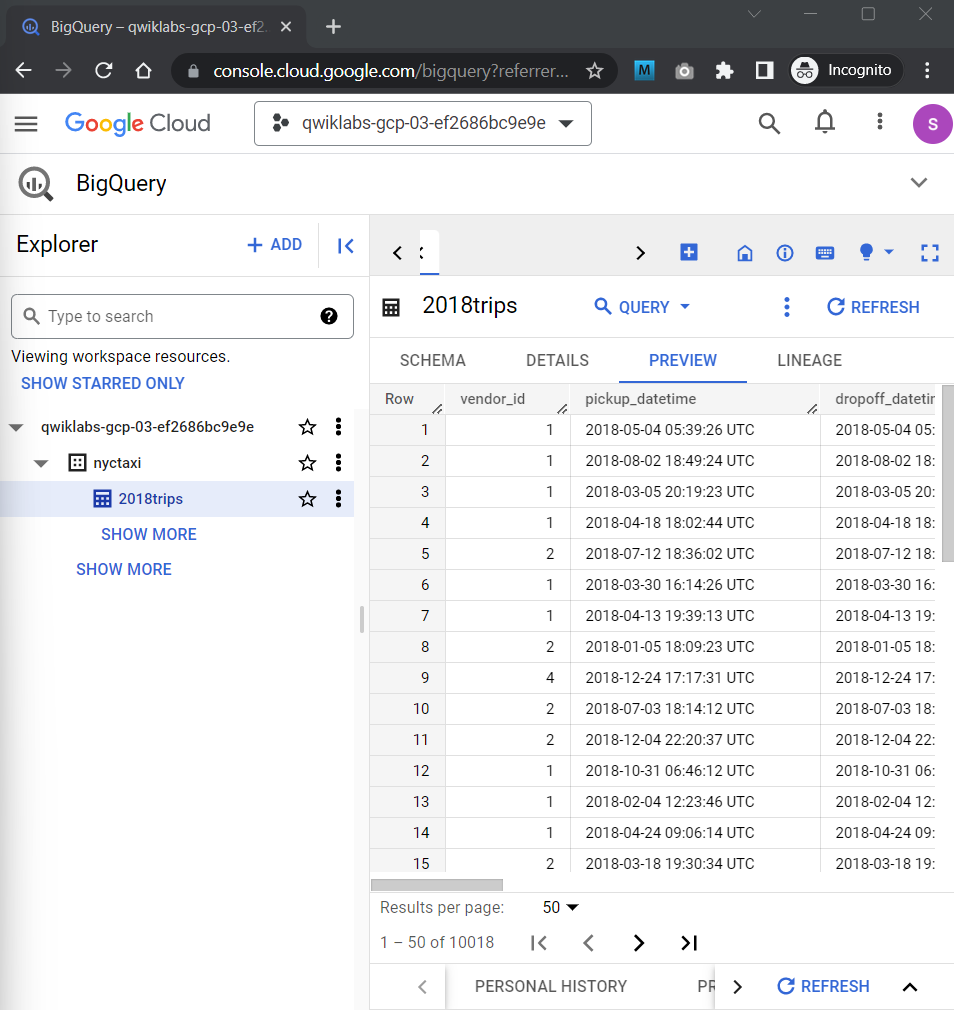 BigQuery – qwiklabs-gcp-03-ef2
console.cloud.google.com/bigquery?referrer...
M
Incognito
Google Cloud
qwiklabs-gcp-03-ef2686bc9e9e
S
BigQuery
Explorer
+ ADD
Type to search
?
Viewing workspace resources.
SHOW STARRED ONLY
qwiklabs-gcp-03-ef2686bc9e9e
nyctaxi
2018trips
SHOW MORE
SHOW MORE
2018trips
QUERY
REFRESH
SCHEMA DETAILS PREVIEW LINEAGE
Row vendor_id pickup_datetime dropoff_datetim
1 1 2018-05-04 05:39:26 UTC 2018-05-04 05:
2 1 2018-08-02 18:49:24 UTC 2018-08-02 18:
3 1 2018-03-05 20:19:23 UTC 2018-03-05 20:
4 1 2018-04-18 18:02:44 UTC 2018-04-18 18:
5 2 2018-07-12 18:36:02 UTC 2018-07-12 18:
6 1 2018-03-30 16:14:26 UTC 2018-03-30 16:
7 1 2018-04-13 19:39:13 UTC 2018-04-13 19:
8 2 2018-01-05 18:09:23 UTC 2018-01-05 18:
9 4 2018-12-24 17:17:31 UTC 2018-12-24 17:
10 2 2018-07-03 18:14:12 UTC 2018-07-03 18:
11 2 2018-12-04 22:20:37 UTC 2018-12-04 22:
12 1 2018-10-31 06:46:12 UTC 2018-10-31 06:
13 1 2018-02-04 12:23:46 UTC 2018-02-04 12:
14 1 2018-04-24 09:06:14 UTC 2018-04-24 09:
15 2 2018-03-18 19:30:34 UTC 2018-03-18 19:
Results per page: 50
1 – 50 of 10018
PERSONAL HISTORY PR
REFRESH